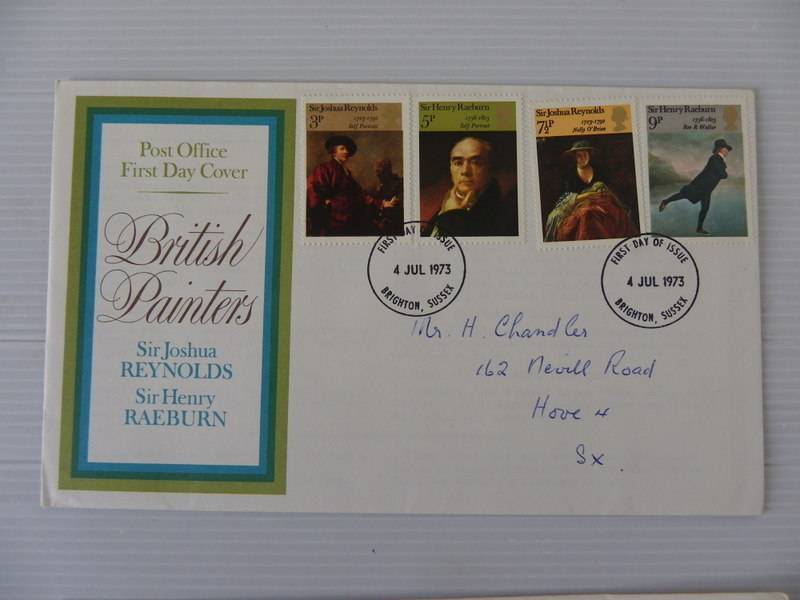 Post Office
First Day Cover
British
Painters
Sir Joshua
REYNOLDS
Sir Henry
RAEBURN
Sir Joshua Reynolds
3P
1723-1792
Self Portrait
Sir Henry Raeburn
5P
1756-1823
Self Portrait
Sir Joshua Reynolds
7½P
1723-1792
Nelly O'Brien
Sir Henry Raeburn
9P
1756-1823
Rev R Walker
FIRST DAY OF ISSUE
4 JUL 1973
BRIGHTON, SUSSEX
FIRST DAY OF ISSUE
4 JUL 1973
BRIGHTON, SUSSEX
Mr. H. Chandler
162 Nevill Road
Hove 4
Sx.